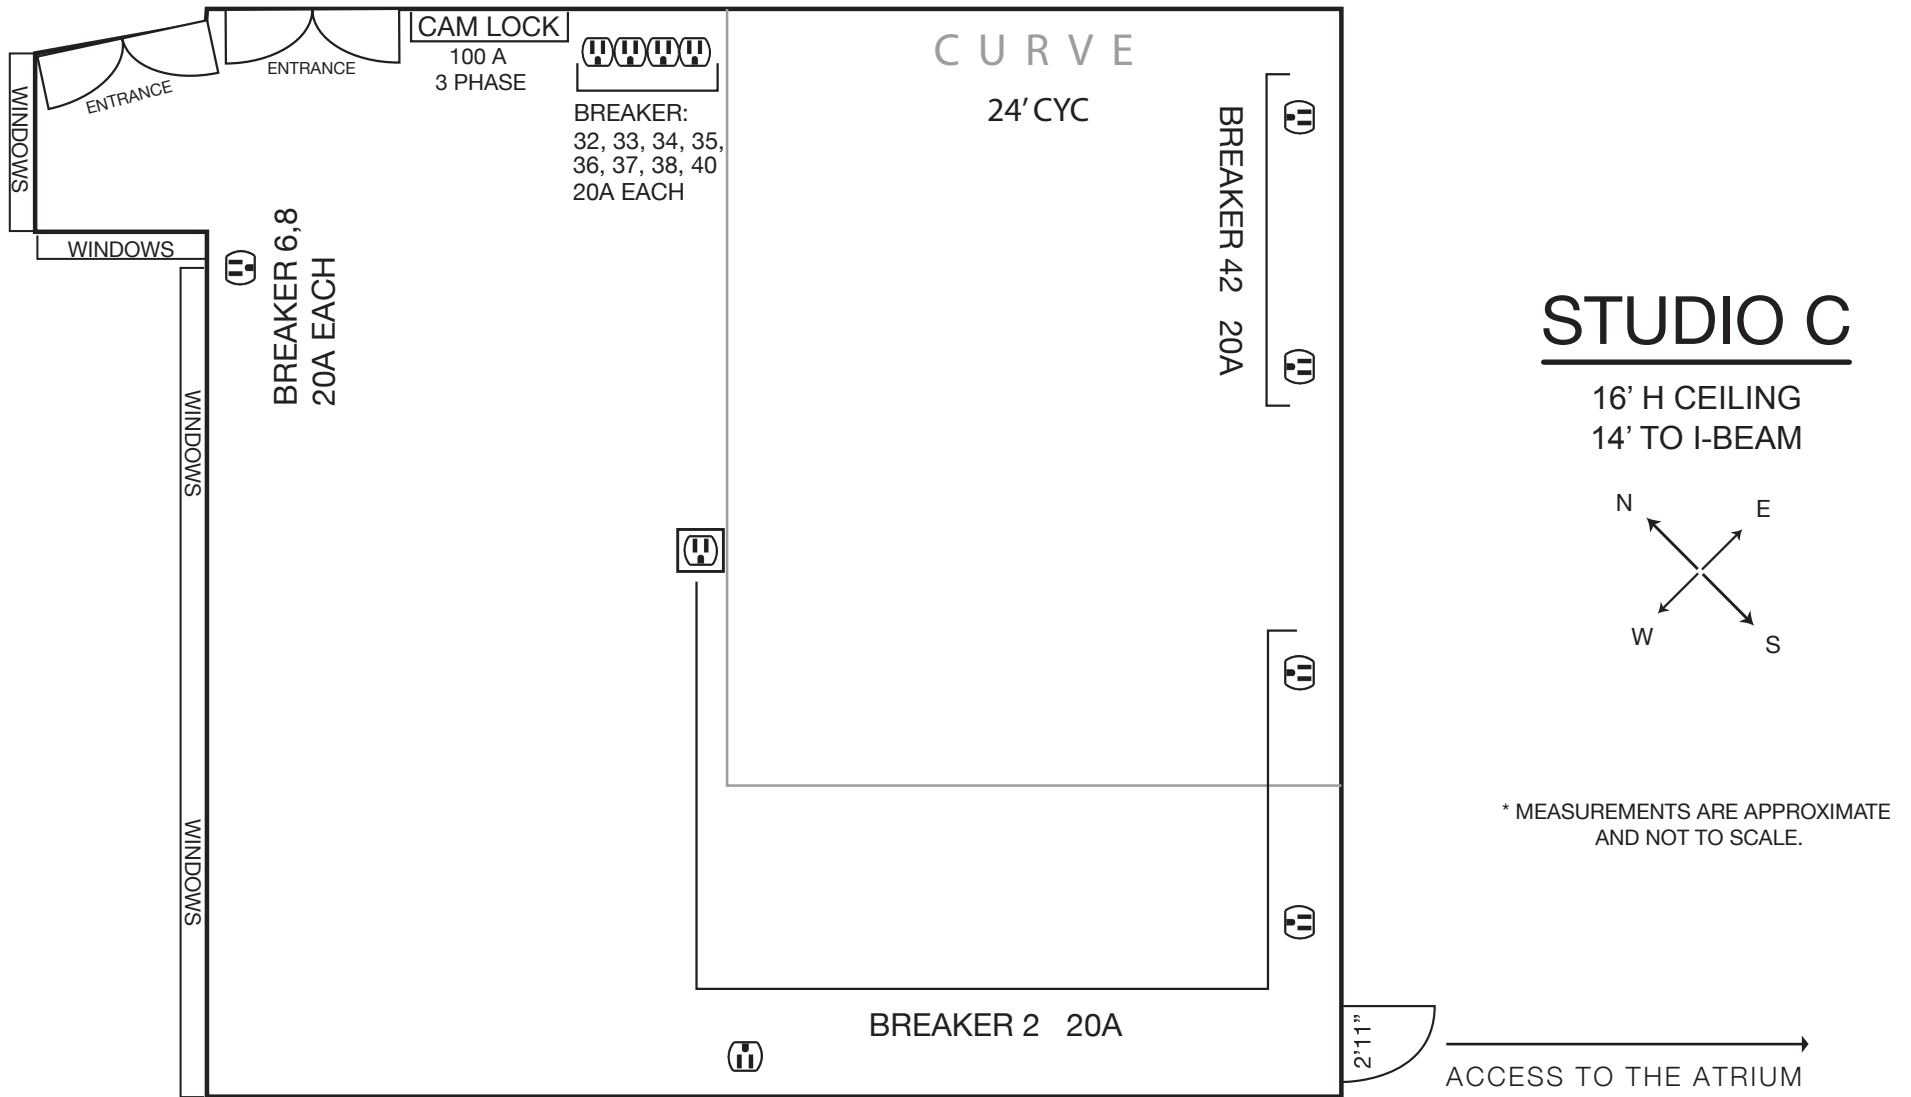 CAM LOCK
100 A
3 PHASE
ENTRANCE
ENTRANCE
WINDOWS
WINDOWS
WINDOWS
WINDOWS
BREAKER:
32, 33, 34, 35,
36, 37, 38, 40
20A EACH
BREAKER 6,8
20A EACH
CURVE
24’ CYC
BREAKER 42 20A
BREAKER 2 20A
2’11”
ACCESS TO THE ATRIUM
STUDIO C
16’ H CEILING
14’ TO I-BEAM
N
E
W
S
* MEASUREMENTS ARE APPROXIMATE
AND NOT TO SCALE.